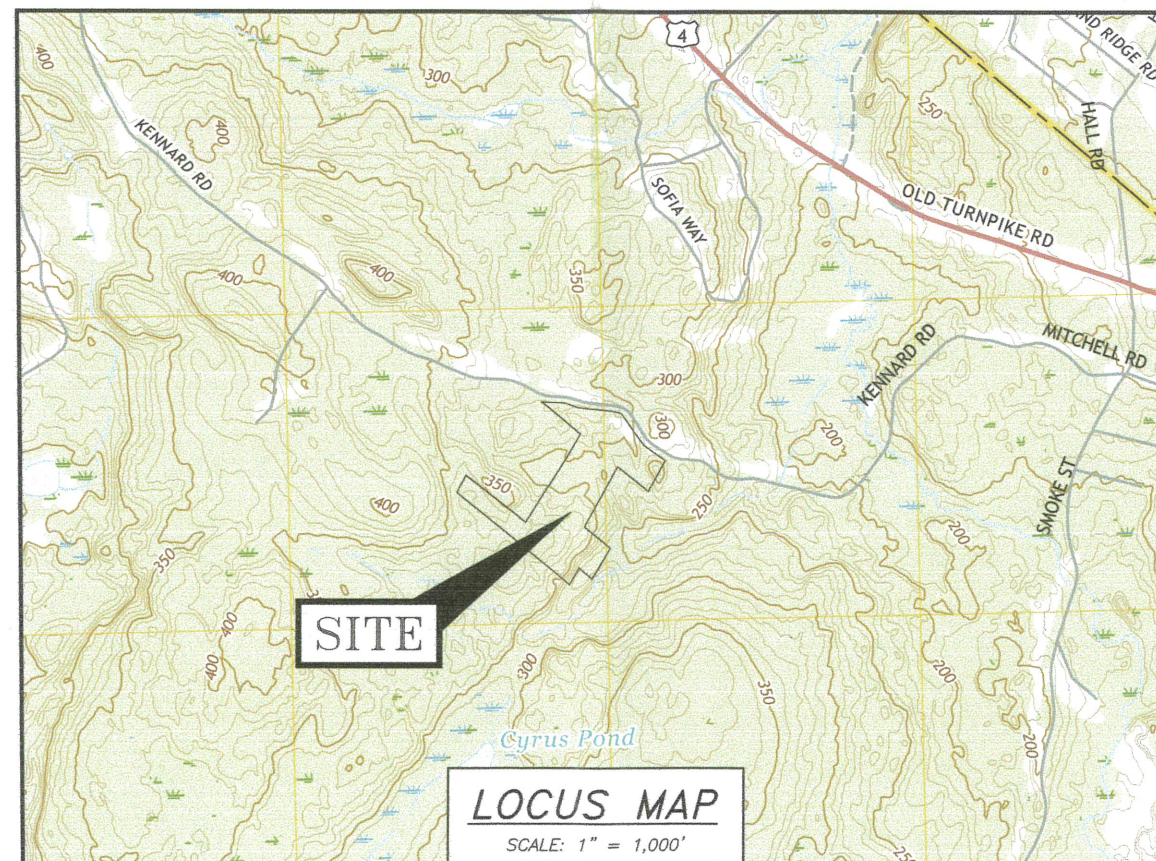 4
ND RIDGE RD
400
300
400
KENNARD RD
250
HALL RD
SOFIA WAY
OLD TURNPIKE RD
400
400
350
KENNARD RD
MITCHELL RD
300
300
200
350
400
250
SMOKE ST
350
200
SITE
400
400
300
350
200
200
Cyrus Pond
LOCUS MAP
SCALE: 1" = 1,000'